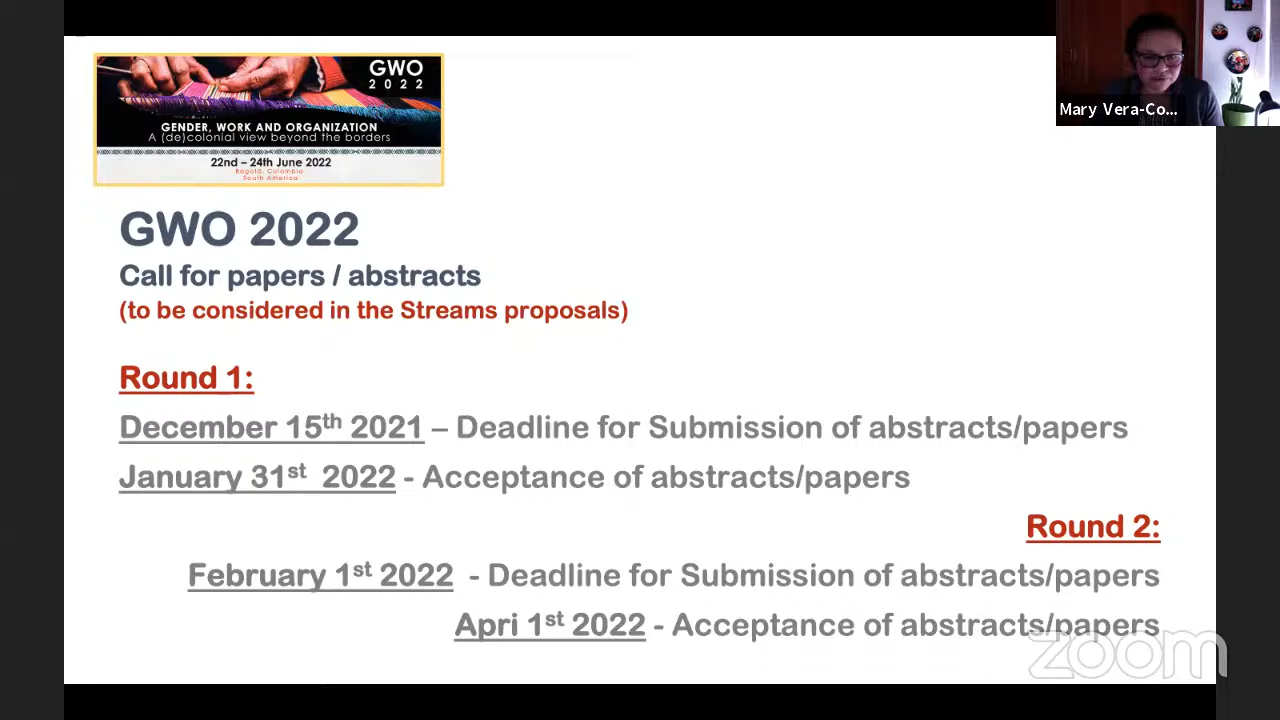 GWO
2022
GENDER, WORK AND ORGANIZATION
A (de)colonial view beyond the borders
22nd – 24th June 2022
Bogotá, Colombia
South America
Mary Vera-Co...
GWO 2022
Call for papers / abstracts
(to be considered in the Streams proposals)
Round 1:
December 15th 2021 – Deadline for Submission of abstracts/papers
January 31st 2022 - Acceptance of abstracts/papers
Round 2:
February 1st 2022 - Deadline for Submission of abstracts/papers
Apri 1st 2022 - Acceptance of abstracts/papers
zoom